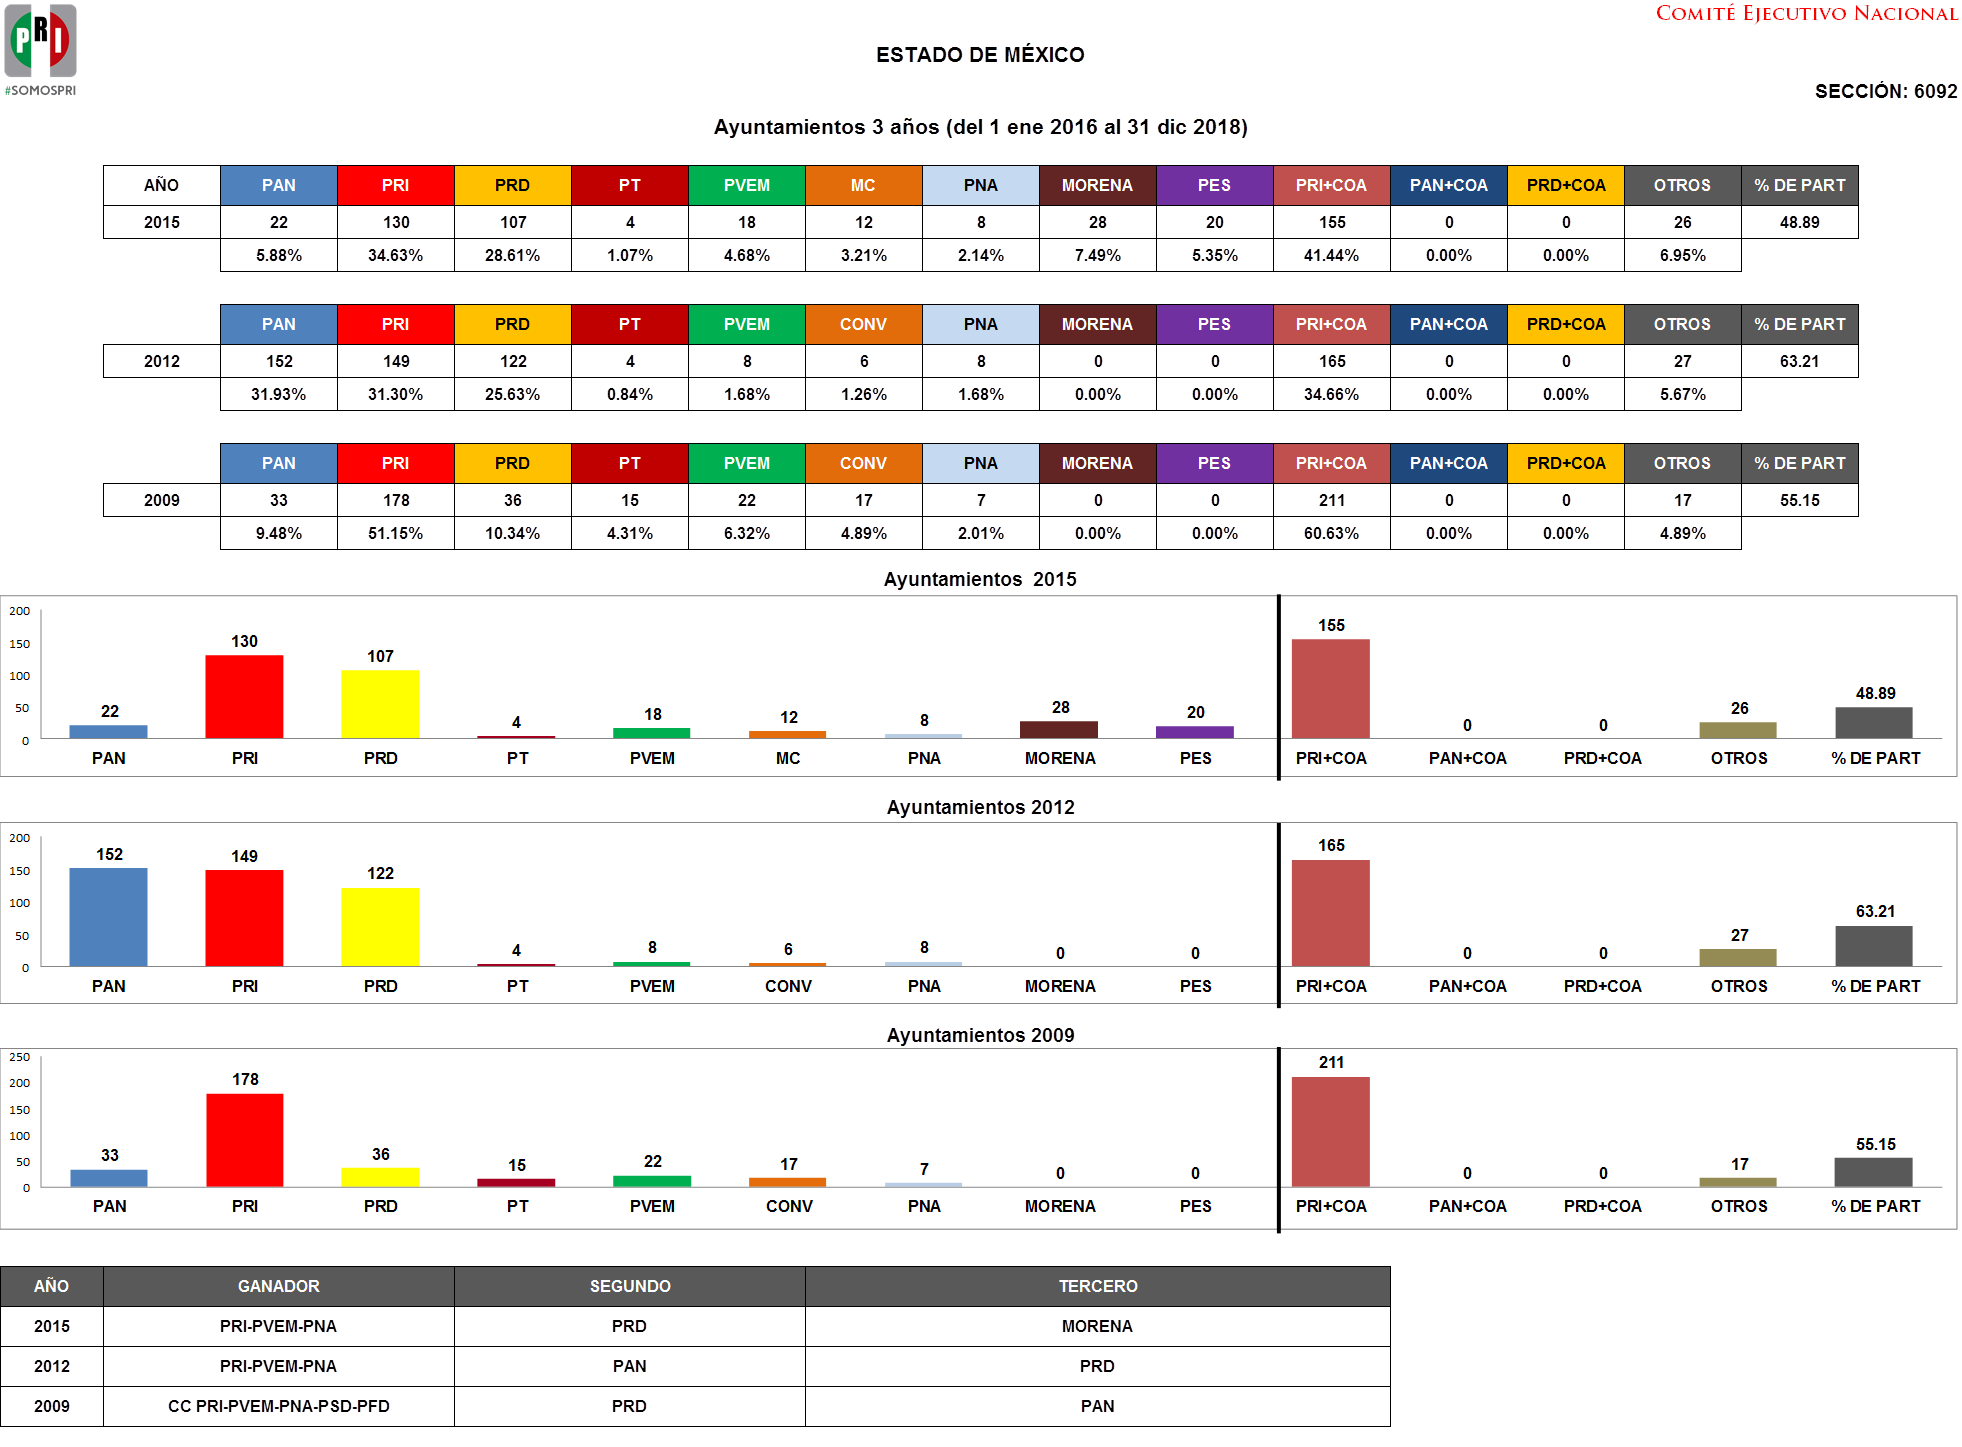 PRI
#SOMOSPRI
COMITÉ EJECUTIVO NACIONAL
ESTADO DE MÉXICO
SECCIÓN: 6092
Ayuntamientos 3 años (del 1 ene 2016 al 31 dic 2018)
AÑO PAN PRI PRD PT PVEM MC PNA MORENA PES PRI+COA PAN+COA PRD+COA OTROS % DE PART
2015 22 130 107 4 18 12 8 28 20 155 0 0 26 48.89
5.88% 34.63% 28.61% 1.07% 4.68% 3.21% 2.14% 7.49% 5.35% 41.44% 0.00% 0.00% 6.95%
PAN PRI PRD PT PVEM CONV PNA MORENA PES PRI+COA PAN+COA PRD+COA OTROS % DE PART
2012 152 149 122 4 8 6 8 0 0 165 0 0 27 63.21
31.93% 31.30% 25.63% 0.84% 1.68% 1.26% 1.68% 0.00% 0.00% 34.66% 0.00% 0.00% 5.67%
PAN PRI PRD PT PVEM CONV PNA MORENA PES PRI+COA PAN+COA PRD+COA OTROS % DE PART
2009 33 178 36 15 22 17 7 0 0 211 0 0 17 55.15
9.48% 51.15% 10.34% 4.31% 6.32% 4.89% 2.01% 0.00% 0.00% 60.63% 0.00% 0.00% 4.89%
Ayuntamientos 2015
200
150
100
50
0
22 130 107 4 18 12 8 28 20 155 0 0 26 48.89
PAN PRI PRD PT PVEM MC PNA MORENA PES PRI+COA PAN+COA PRD+COA OTROS % DE PART
Ayuntamientos 2012
200
150
100
50
0
152 149 122 4 8 6 8 0 0 165 0 0 27 63.21
PAN PRI PRD PT PVEM CONV PNA MORENA PES PRI+COA PAN+COA PRD+COA OTROS % DE PART
Ayuntamientos 2009
250
200
150
100
50
0
33 178 36 15 22 17 7 0 0 211 0 0 17 55.15
PAN PRI PRD PT PVEM CONV PNA MORENA PES PRI+COA PAN+COA PRD+COA OTROS % DE PART
AÑO GANADOR SEGUNDO TERCERO
2015 PRI-PVEM-PNA PRD MORENA
2012 PRI-PVEM-PNA PAN PRD
2009 CC PRI-PVEM-PNA-PSD-PFD PRD PAN